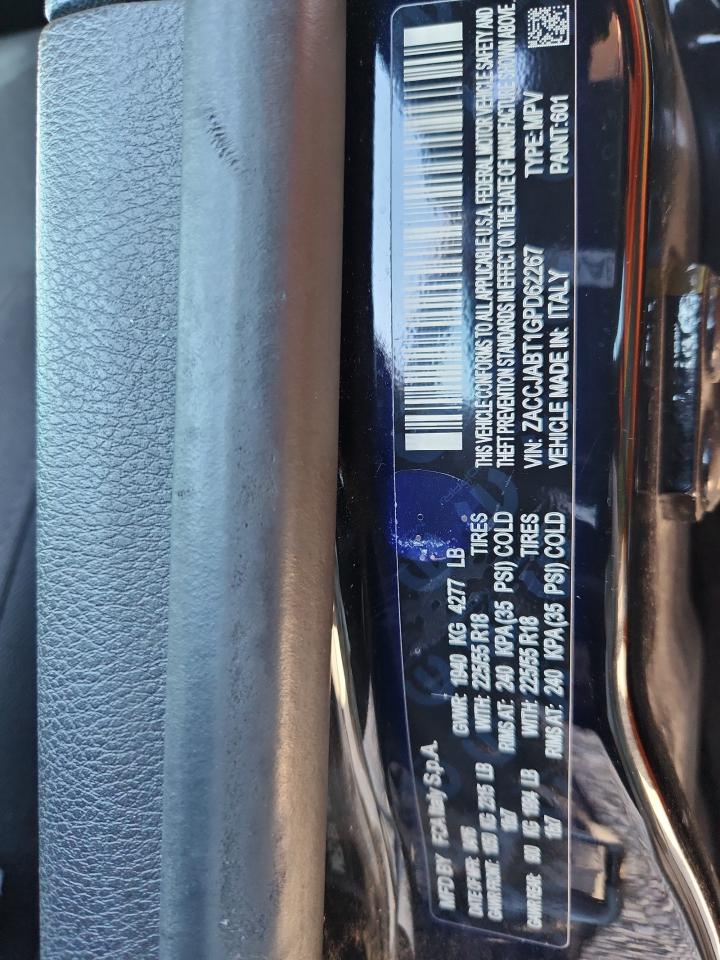 MFD BY FCA Italy S.p.A.
GVWR: 1940 KG 4277 LB
WITH: 225/55 R18 TIRES
RIMS AT: 240 KPA(35 PSI) COLD
WITH: 225/55 R18 TIRES
RIMS AT: 240 KPA(35 PSI) COLD
THIS VEHICLE CONFORMS TO ALL APPLICABLE U.S.A. FEDERAL MOTOR VEHICLE SAFETY AND
THEFT PREVENTION STANDARDS IN EFFECT ON THE DATE OF MANUFACTURE SHOWN ABOVE.
VIN: ZACCJABT1GPD62267 TYPE: MPV
VEHICLE MADE IN: ITALY PAINT: 601